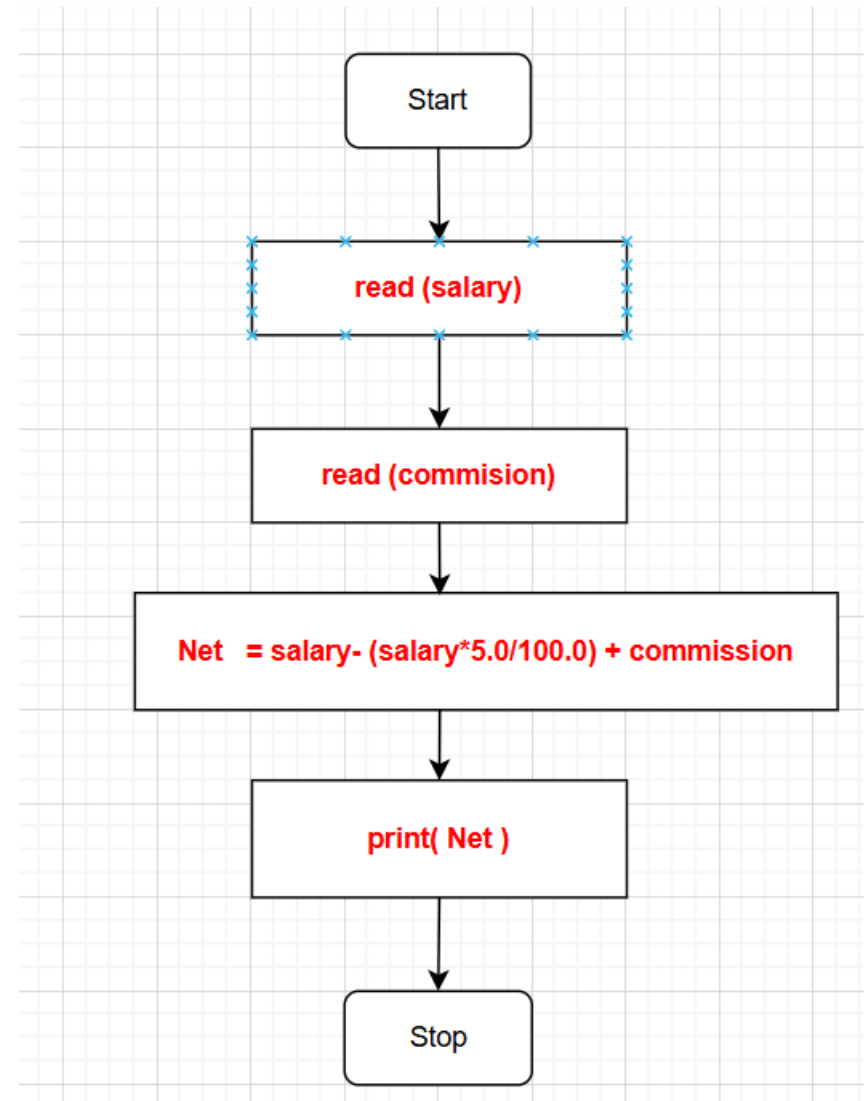 Start
read (salary)
read (commision)
Net   = salary- (salary*5.0/100.0) + commission
print( Net )
Stop